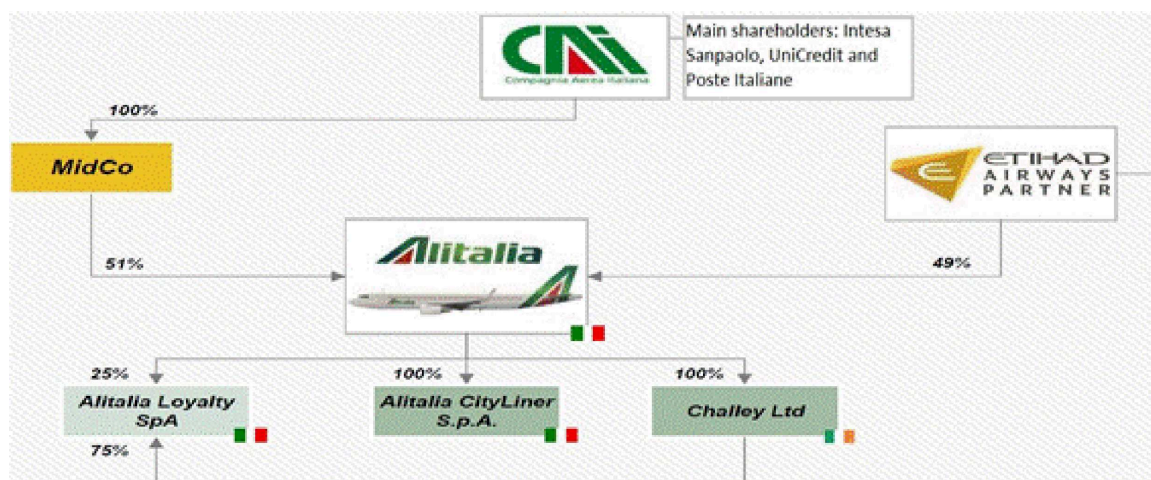 CAI
Compagnia Aerea Italiana
Main shareholders: Intesa
Sanpaolo, UniCredit and
Poste Italiane
100%
MidCo
ETIHAD
AIRWAYS
PARTNER
Alitalia
51%
49%
Alitalia
25%
100%
100%
Alitalia Loyalty
SpA
Alitalia CityLiner
S.p.A.
Challey Ltd
75%